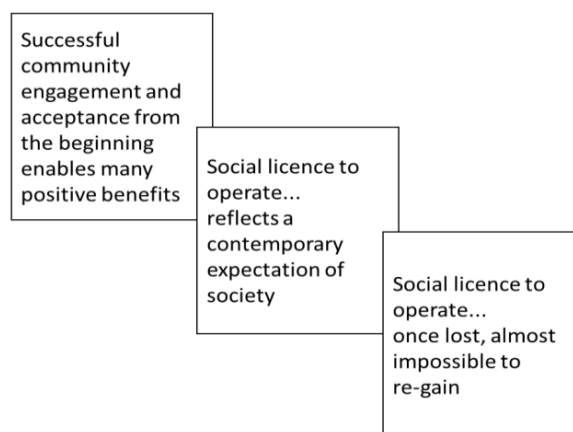 Successful
community
engagement and
acceptance from
the beginning
enables many
positive benefits
Social licence to
operate...
reflects a
contemporary
expectation of
society
Social licence to
operate...
once lost, almost
impossible to
re-gain